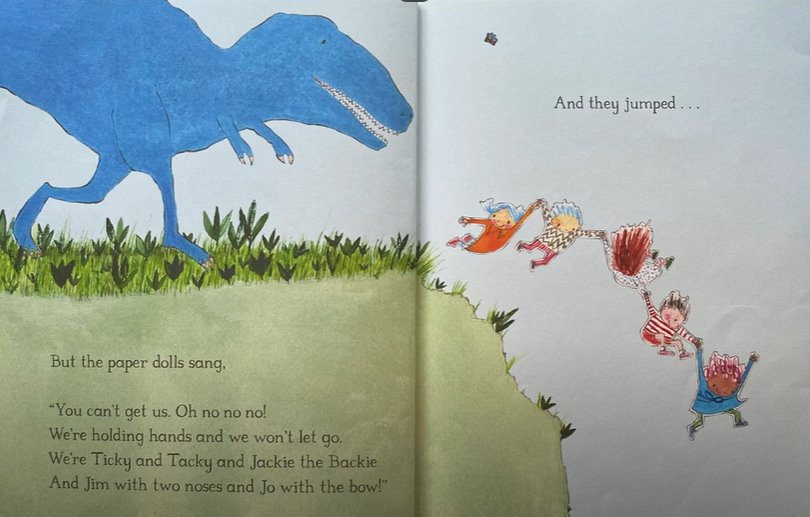 But the paper dolls sang,
"You can't get us. Oh no no no!
We're holding hands and we won't let go.
We're Ticky and Tacky and Jackie the Backie
And Jim with two noses and Jo with the bow!"
And they jumped . . .